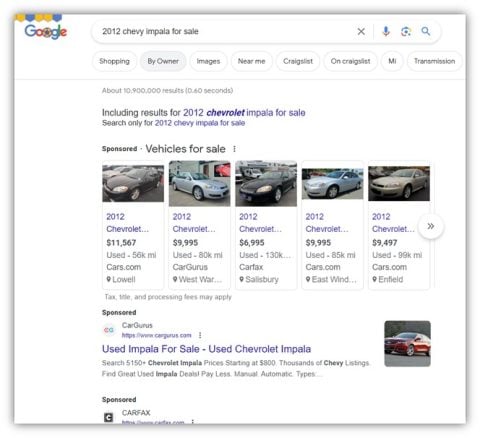 Google
2012 chevy impala for sale
Shopping By Owner Images Near me Craigslist On craigslist Mi Transmission
About 10,900,000 results (0.60 seconds)
Including results for 2012 chevrolet impala for sale
Search only for 2012 chevy impala for sale
Sponsored · Vehicles for sale
2012 Chevrolet...
$11,567
Used - 56k mi
Cars.com
Lowell
2012 Chevrolet...
$9,995
Used - 80k mi
CarGurus
West War...
2012 Chevrolet...
$6,995
Used - 130k...
Carfax
Salisbury
2012 Chevrolet...
$9,995
Used - 85k mi
Cars.com
East Wind...
2012 Chevrolet...
$9,497
Used - 99k mi
Cars.com
Enfield
Tax, title, and processing fees may apply
Sponsored
CG CarGurus
https://www.cargurus.com
Used Impala For Sale - Used Chevrolet Impala
Search 5150+ Chevrolet Impala Prices Starting at $800. Thousands of Chevy Listings.
Find Great Used Impala Deals! Pay Less. Manual. Automatic. Types:...
Sponsored
C CARFAX
https://www.carfax.com